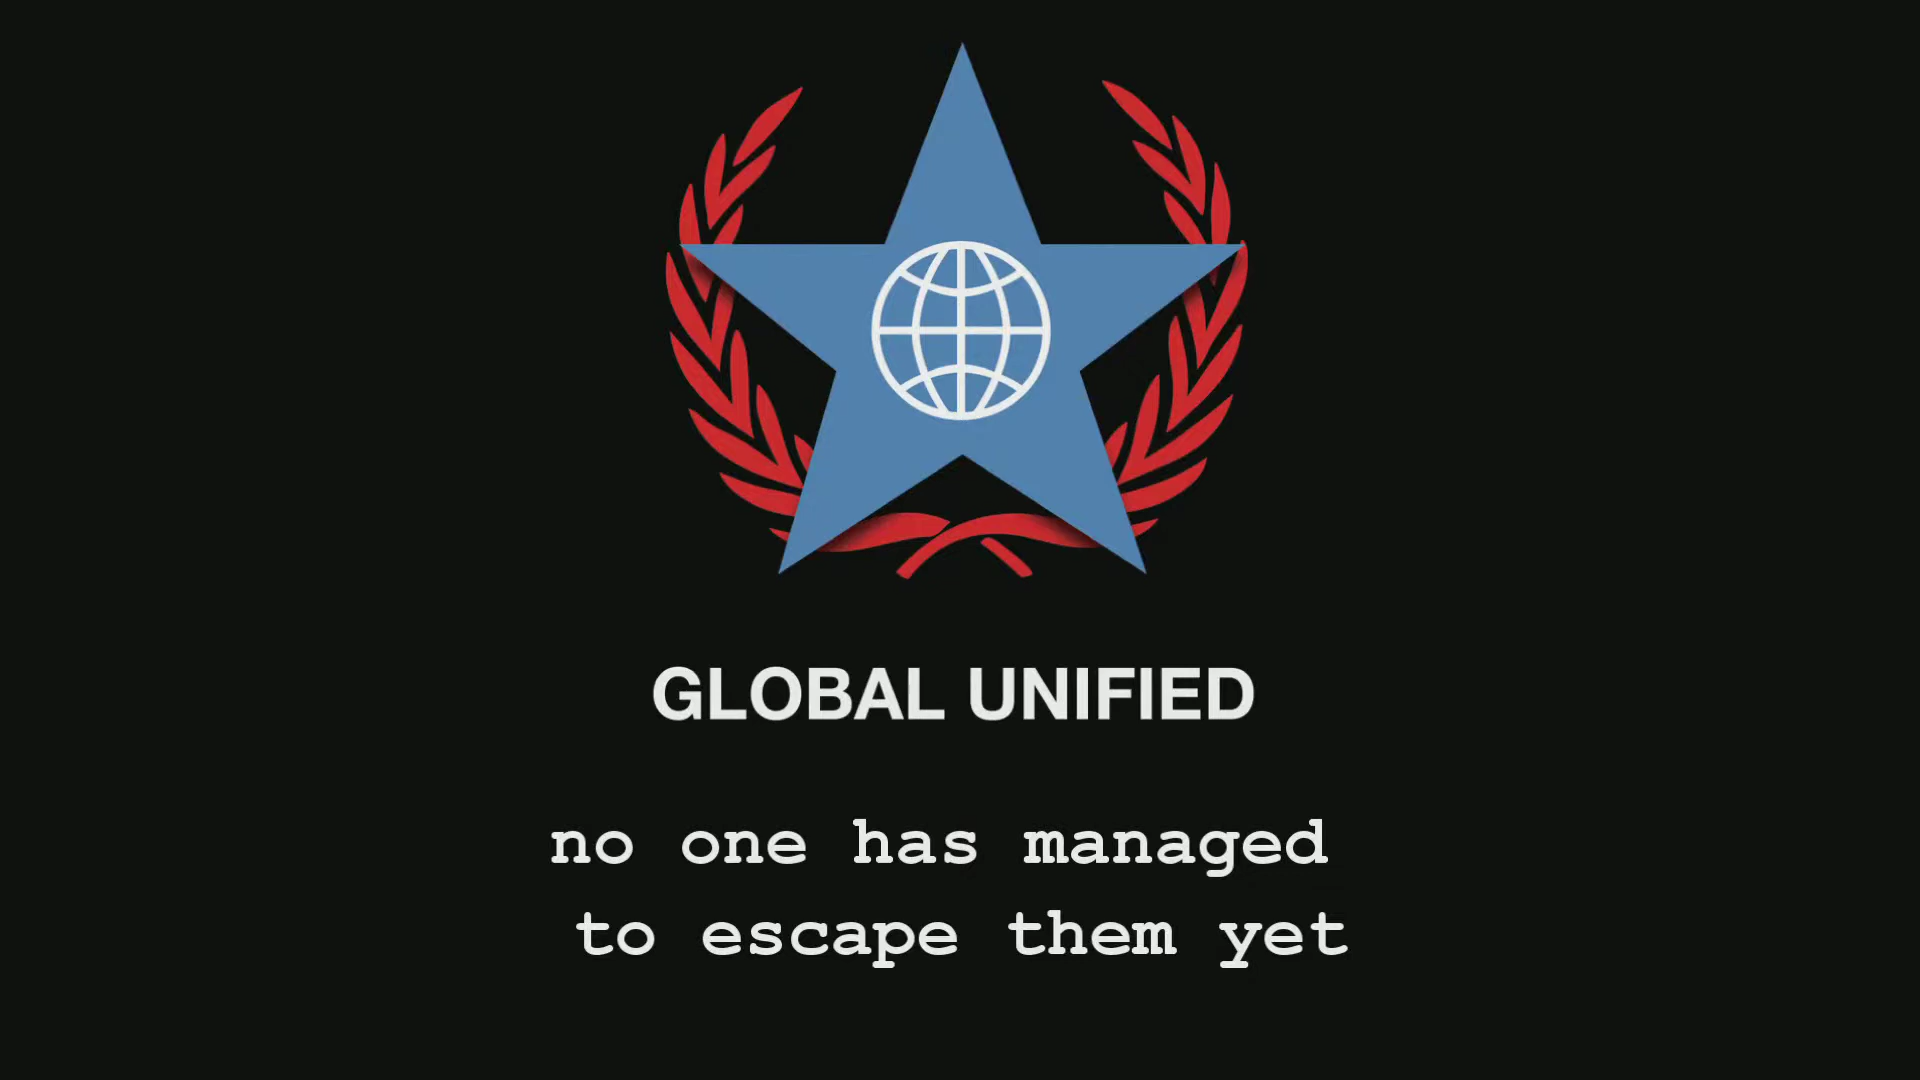 GLOBAL UNIFIED
no one has managed
to escape them yet